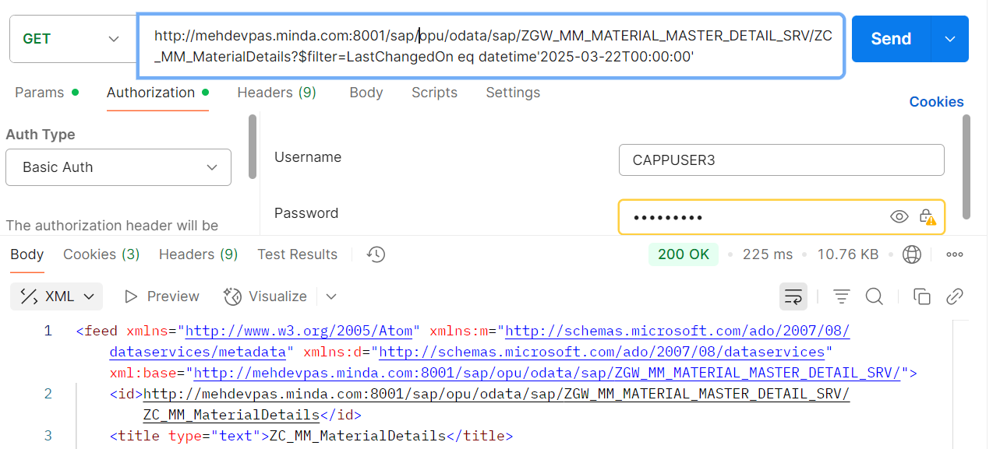 GET
http://mehdevpas.minda.com:8001/sap/opu/odata/sap/ZGW_MM_MATERIAL_MASTER_DETAIL_SRV/ZC
_MM_MaterialDetails?$filter=LastChangedOn eq datetime'2025-03-22T00:00:00'
Send
Params
Authorization
Headers (9)
Body
Scripts
Settings
Cookies
Auth Type
Basic Auth
The authorization header will be
Username
CAPPUSER3
Password
•••••••••
Body
Cookies (3)
Headers (9)
Test Results
200 OK
225 ms
10.76 KB
XML
Preview
Visualize
1 <feed xmlns="http://www.w3.org/2005/Atom" xmlns:m="http://schemas.microsoft.com/ado/2007/08/
dataservices/metadata" xmlns:d="http://schemas.microsoft.com/ado/2007/08/dataservices"
xml:base="http://mehdevpas.minda.com:8001/sap/opu/odata/sap/ZGW_MM_MATERIAL_MASTER_DETAIL_SRV/">
2 <id>http://mehdevpas.minda.com:8001/sap/opu/odata/sap/ZGW_MM_MATERIAL_MASTER_DETAIL_SRV/
ZC_MM_MaterialDetails</id>
3 <title type="text">ZC_MM_MaterialDetails</title>